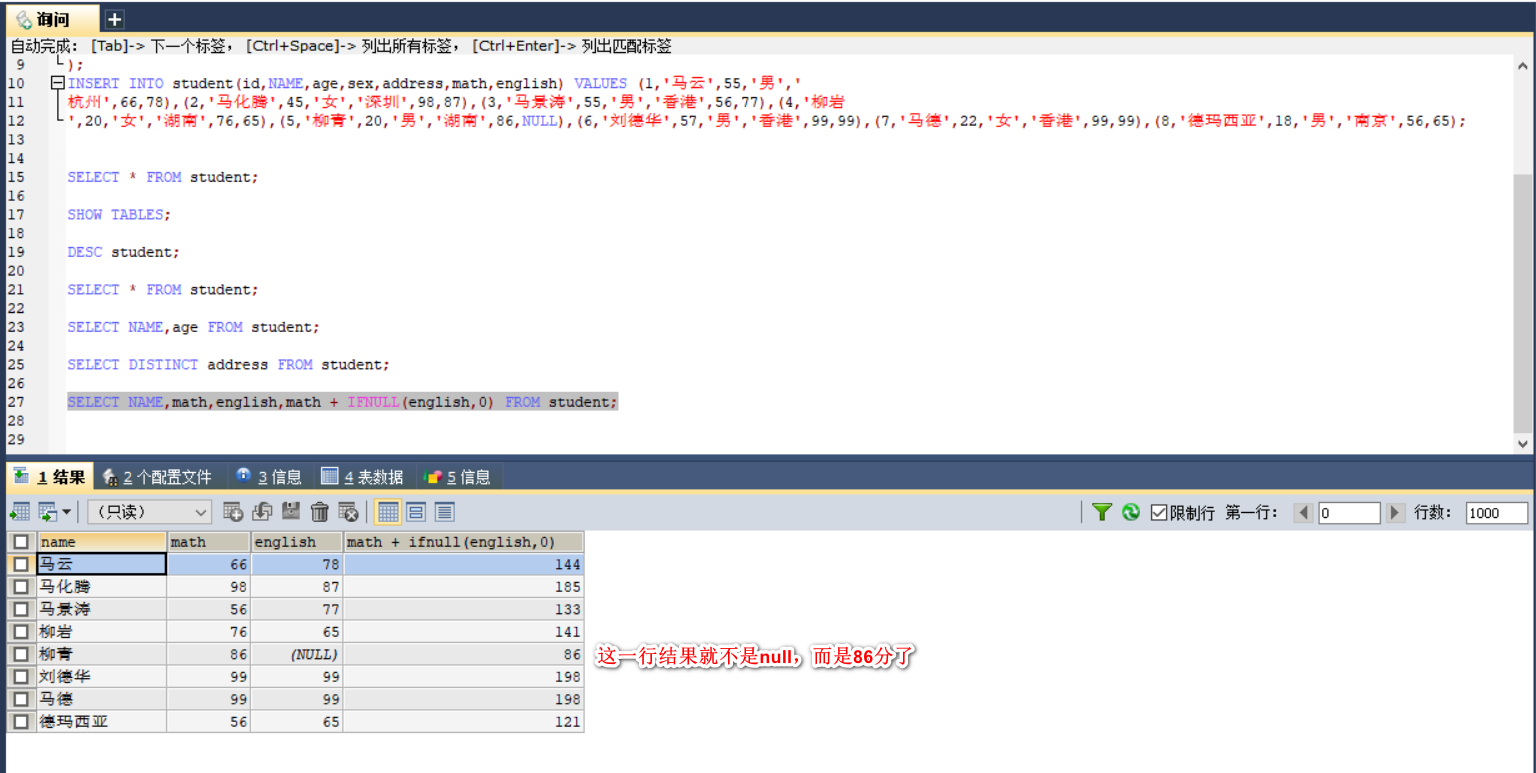 询问
自动完成: [Tab]-> 下一个标签， [Ctrl+Space]-> 列出所有标签， [Ctrl+Enter]-> 列出匹配标签
9 );
10 INSERT INTO student(id,NAME,age,sex,address,math,english) VALUES (1,'马云',55,'男','
11 杭州',66,78),(2,'马化腾',45,'女','深圳',98,87),(3,'马景涛',55,'男','香港',56,77),(4,'柳岩
12 ',20,'女','湖南',76,65),(5,'柳青',20,'男','湖南',86,NULL),(6,'刘德华',57,'男','香港',99,99),(7,'马德',22,'女','香港',99,99),(8,'德玛西亚',18,'男','南京',56,65);
13
14
15 SELECT * FROM student;
16
17 SHOW TABLES;
18
19 DESC student;
20
21 SELECT * FROM student;
22
23 SELECT NAME,age FROM student;
24
25 SELECT DISTINCT address FROM student;
26
27 SELECT NAME,math,english,math + IFNULL(english,0) FROM student;
28
29
1 结果 2 个配置文件 3 信息 4 表数据 5 信息
（只读） 限制行 第一行: 0 行数: 1000
name math english math + ifnull(english,0)
马云 66 78 144
马化腾 98 87 185
马景涛 56 77 133
柳岩 76 65 141
柳青 86 (NULL) 86 这一行结果就不是null，而是86分了
刘德华 99 99 198
马德 99 99 198
德玛西亚 56 65 121